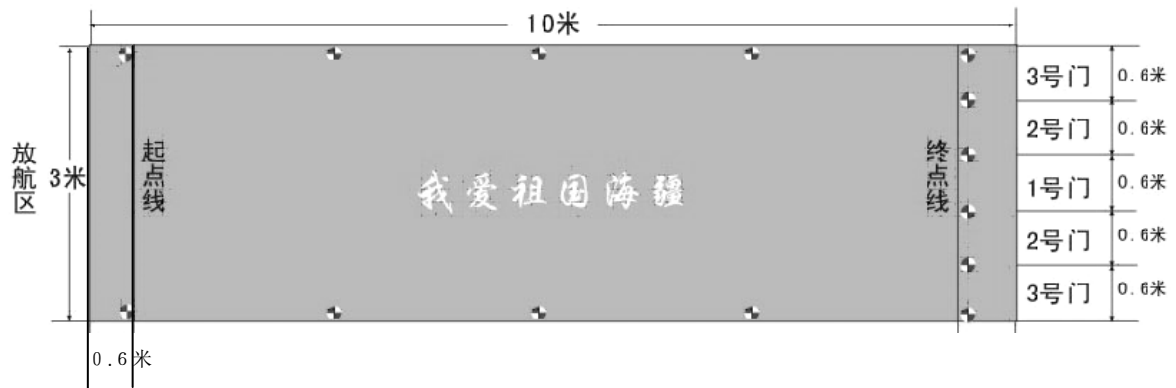 10米
3号门 0.6米
2号门 0.6米
1号门 0.6米
2号门 0.6米
3号门 0.6米
放航区
3米
起点线
我爱祖国海疆
终点线
0.6米